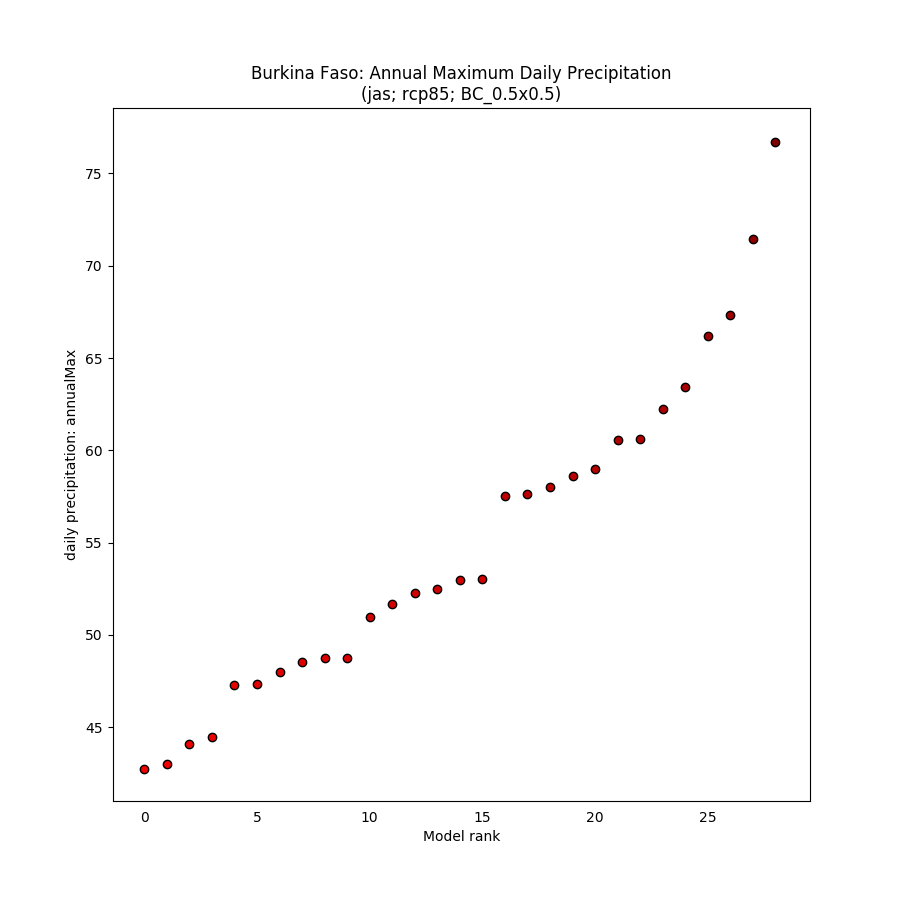 Burkina Faso: Annual Maximum Daily Precipitation
(jas; rcp85; BC_0.5x0.5)
daily precipitation: annualMax
75
70
65
60
55
50
45
0 5 10 15 20 25
Model rank